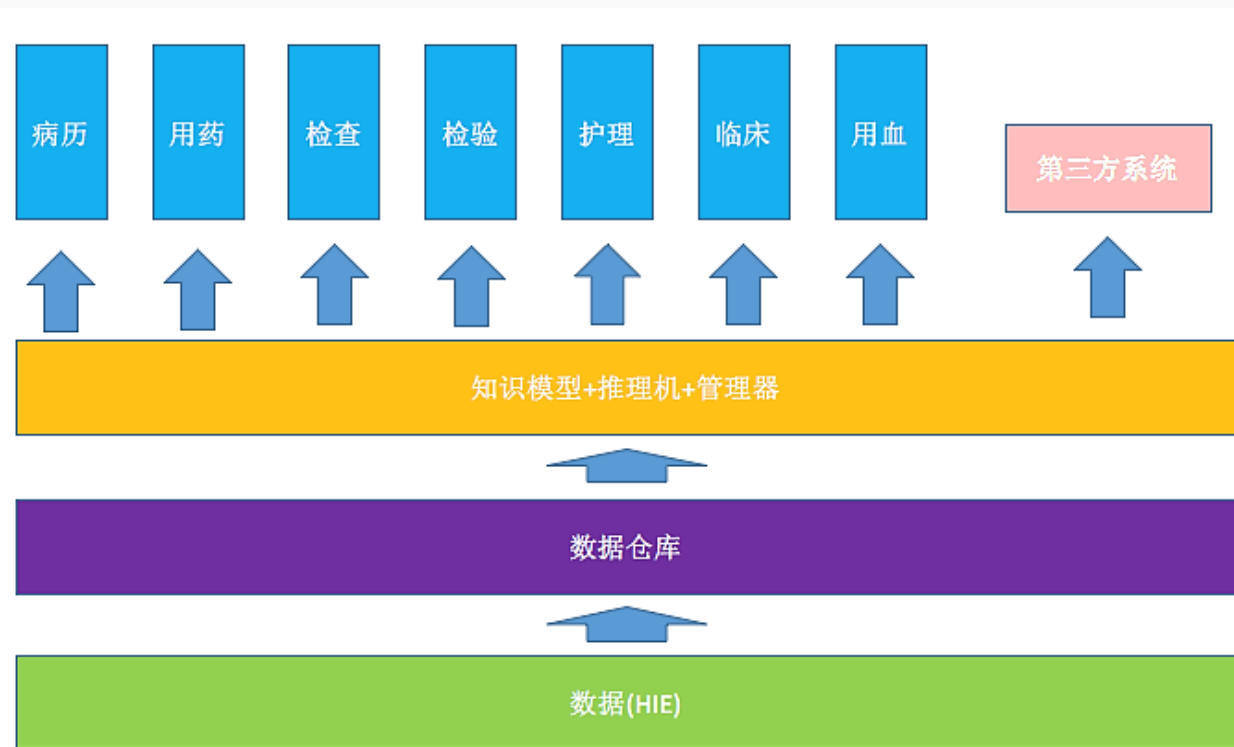 病历
用药
检查
检验
护理
临床
用血
第三方系统
知识模型+推理机+管理器
数据仓库
数据(HIE)